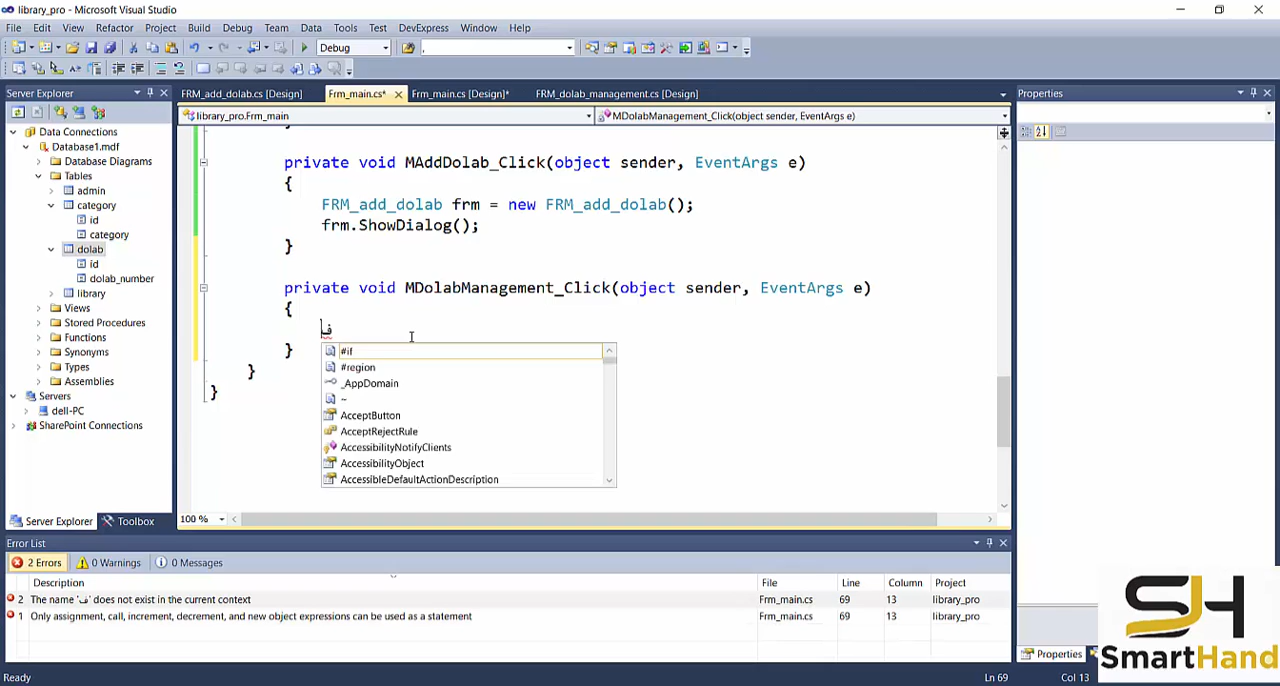 library_pro - Microsoft Visual Studio
File Edit View Refactor Project Build Debug Team Data Tools Test DevExpress Window Help
Debug ,
Server Explorer
FRM_add_dolab.cs [Design] Frm_main.cs* Frm_main.cs [Design]* FRM_dolab_management.cs [Design]
Properties
library_pro.Frm_main MDolabManagement_Click(object sender, EventArgs e)
Data Connections
Database1.mdf
Database Diagrams
Tables
admin
category
id
category
dolab
id
dolab_number
library
Views
Stored Procedures
Functions
Synonyms
Types
Assemblies
Servers
dell-PC
SharePoint Connections
Server Explorer Toolbox
}
private void MAddDolab_Click(object sender, EventArgs e)
{
FRM_add_dolab frm = new FRM_add_dolab();
frm.ShowDialog();
}
private void MDolabManagement_Click(object sender, EventArgs e)
{
ف
}
}
}
#if
#region
_AppDomain
~
AcceptButton
AcceptRejectRule
AccessibilityNotifyClients
AccessibilityObject
AccessibleDefaultActionDescription
100 %
Error List
2 Errors 0 Warnings 0 Messages
Description File Line Column Project
2 The name 'ف' does not exist in the current context Frm_main.cs 69 13 library_pro
1 Only assignment, call, increment, decrement, and new object expressions can be used as a statement Frm_main.cs 69 13 library_pro
Properties
SH
SmartHand
Ready Ln 69 Col 13